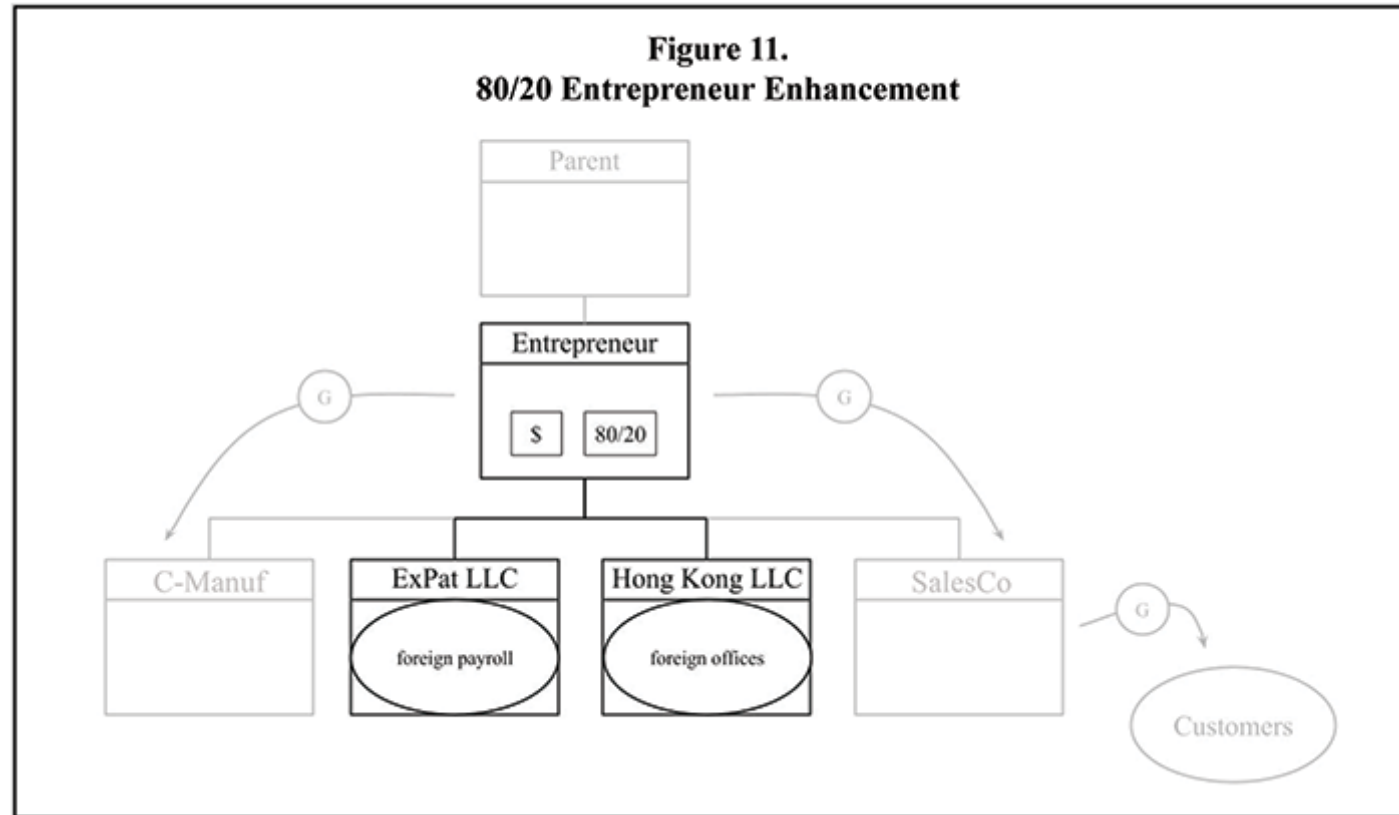 Figure 11.
80/20 Entrepreneur Enhancement
Parent
Entrepreneur
$
80/20
G
G
C-Manuf
ExPat LLC
foreign payroll
Hong Kong LLC
foreign offices
SalesCo
G
Customers